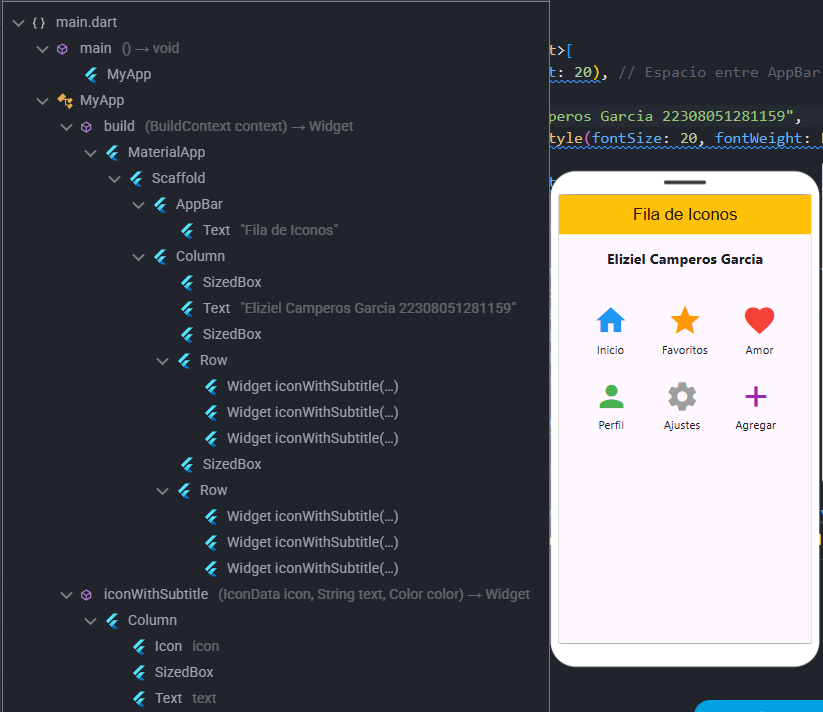 main.dart
main () → void
MyApp
MyApp
build (BuildContext context) → Widget
MaterialApp
Scaffold
AppBar
Text "Fila de Iconos"
Column
SizedBox
Text "Eliziel Camperos Garcia 22308051281159"
SizedBox
Row
Widget iconWithSubtitle(…)
Widget iconWithSubtitle(…)
Widget iconWithSubtitle(…)
SizedBox
Row
Widget iconWithSubtitle(…)
Widget iconWithSubtitle(…)
Widget iconWithSubtitle(…)
iconWithSubtitle (IconData icon, String text, Color color) → Widget
Column
Icon icon
SizedBox
Text text
t>[
t: 20), // Espacio entre AppBar
peros Garcia 22308051281159",
tyle(fontSize: 20, fontWeight:
Fila de Iconos
Eliziel Camperos Garcia
Inicio Favoritos Amor
Perfil Ajustes Agregar